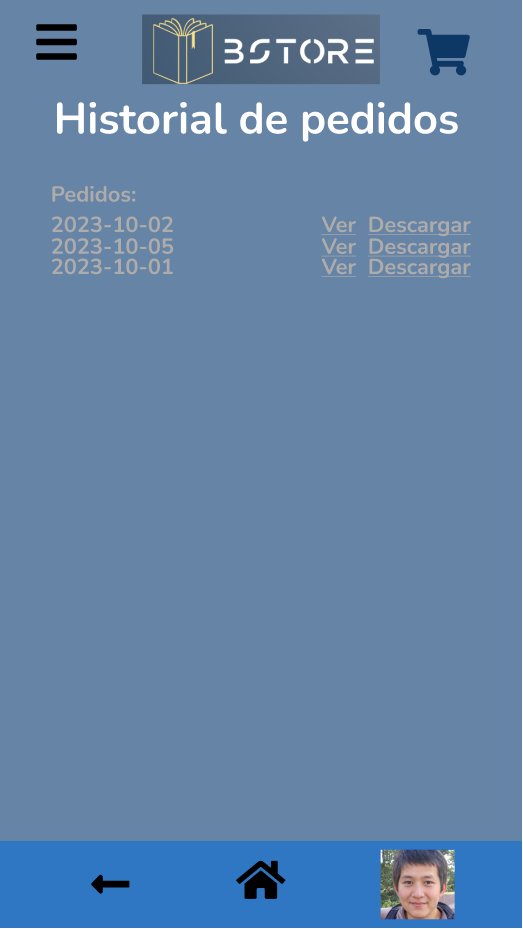 BSTORE
Historial de pedidos
Pedidos:
2023-10-02 Ver Descargar
2023-10-05 Ver Descargar
2023-10-01 Ver Descargar